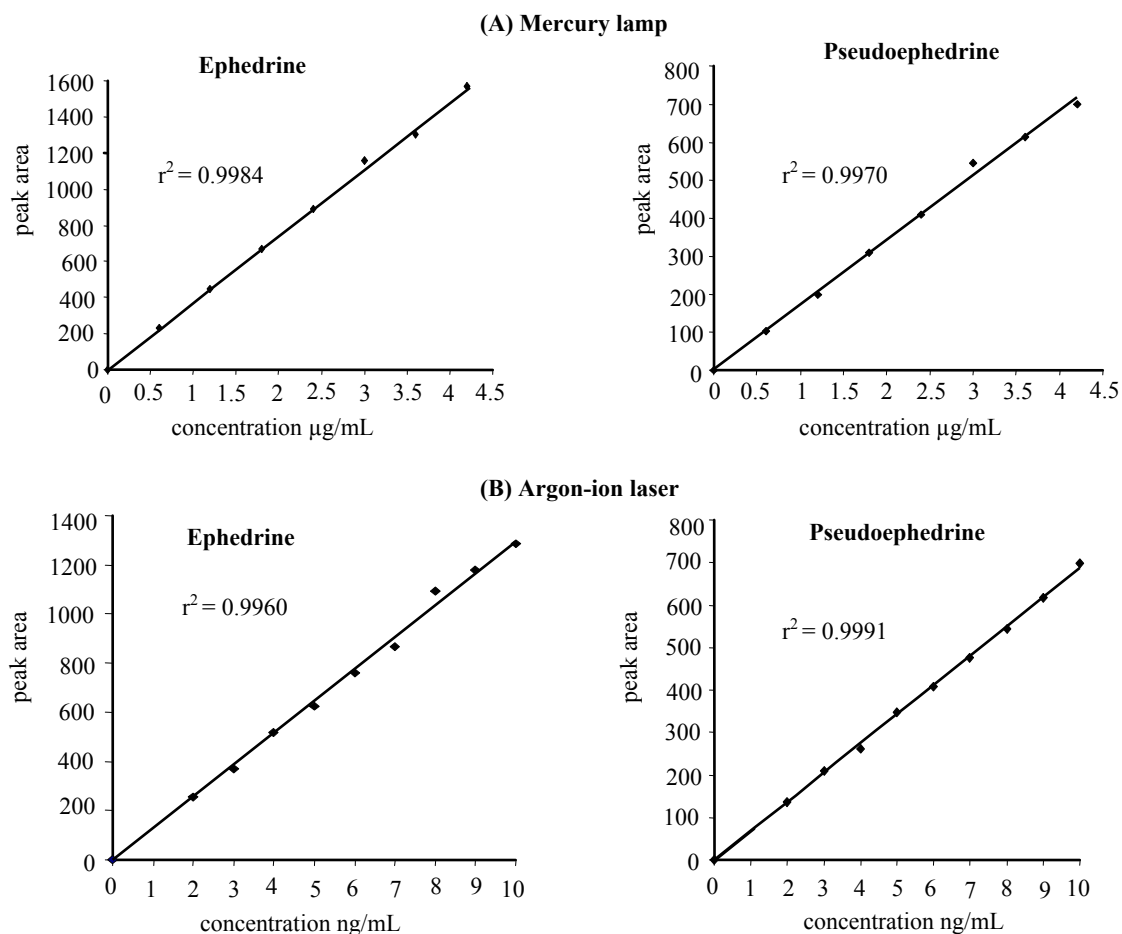 (A) Mercury lamp
Ephedrine
1600
1400
1200
1000
800
600
400
200
0
peak area
r² = 0.9984
0 0.5 1 1.5 2 2.5 3 3.5 4 4.5
concentration µg/mL
Pseudoephedrine
800
700
600
500
400
300
200
100
0
peak area
r² = 0.9970
0 0.5 1 1.5 2 2.5 3 3.5 4 4.5
concentration µg/mL
(B) Argon-ion laser
Ephedrine
1400
1200
1000
800
600
400
200
0
peak area
r² = 0.9960
0 1 2 3 4 5 6 7 8 9 10
concentration ng/mL
Pseudoephedrine
800
700
600
500
400
300
200
100
0
peak area
r² = 0.9991
0 1 2 3 4 5 6 7 8 9 10
concentration ng/mL